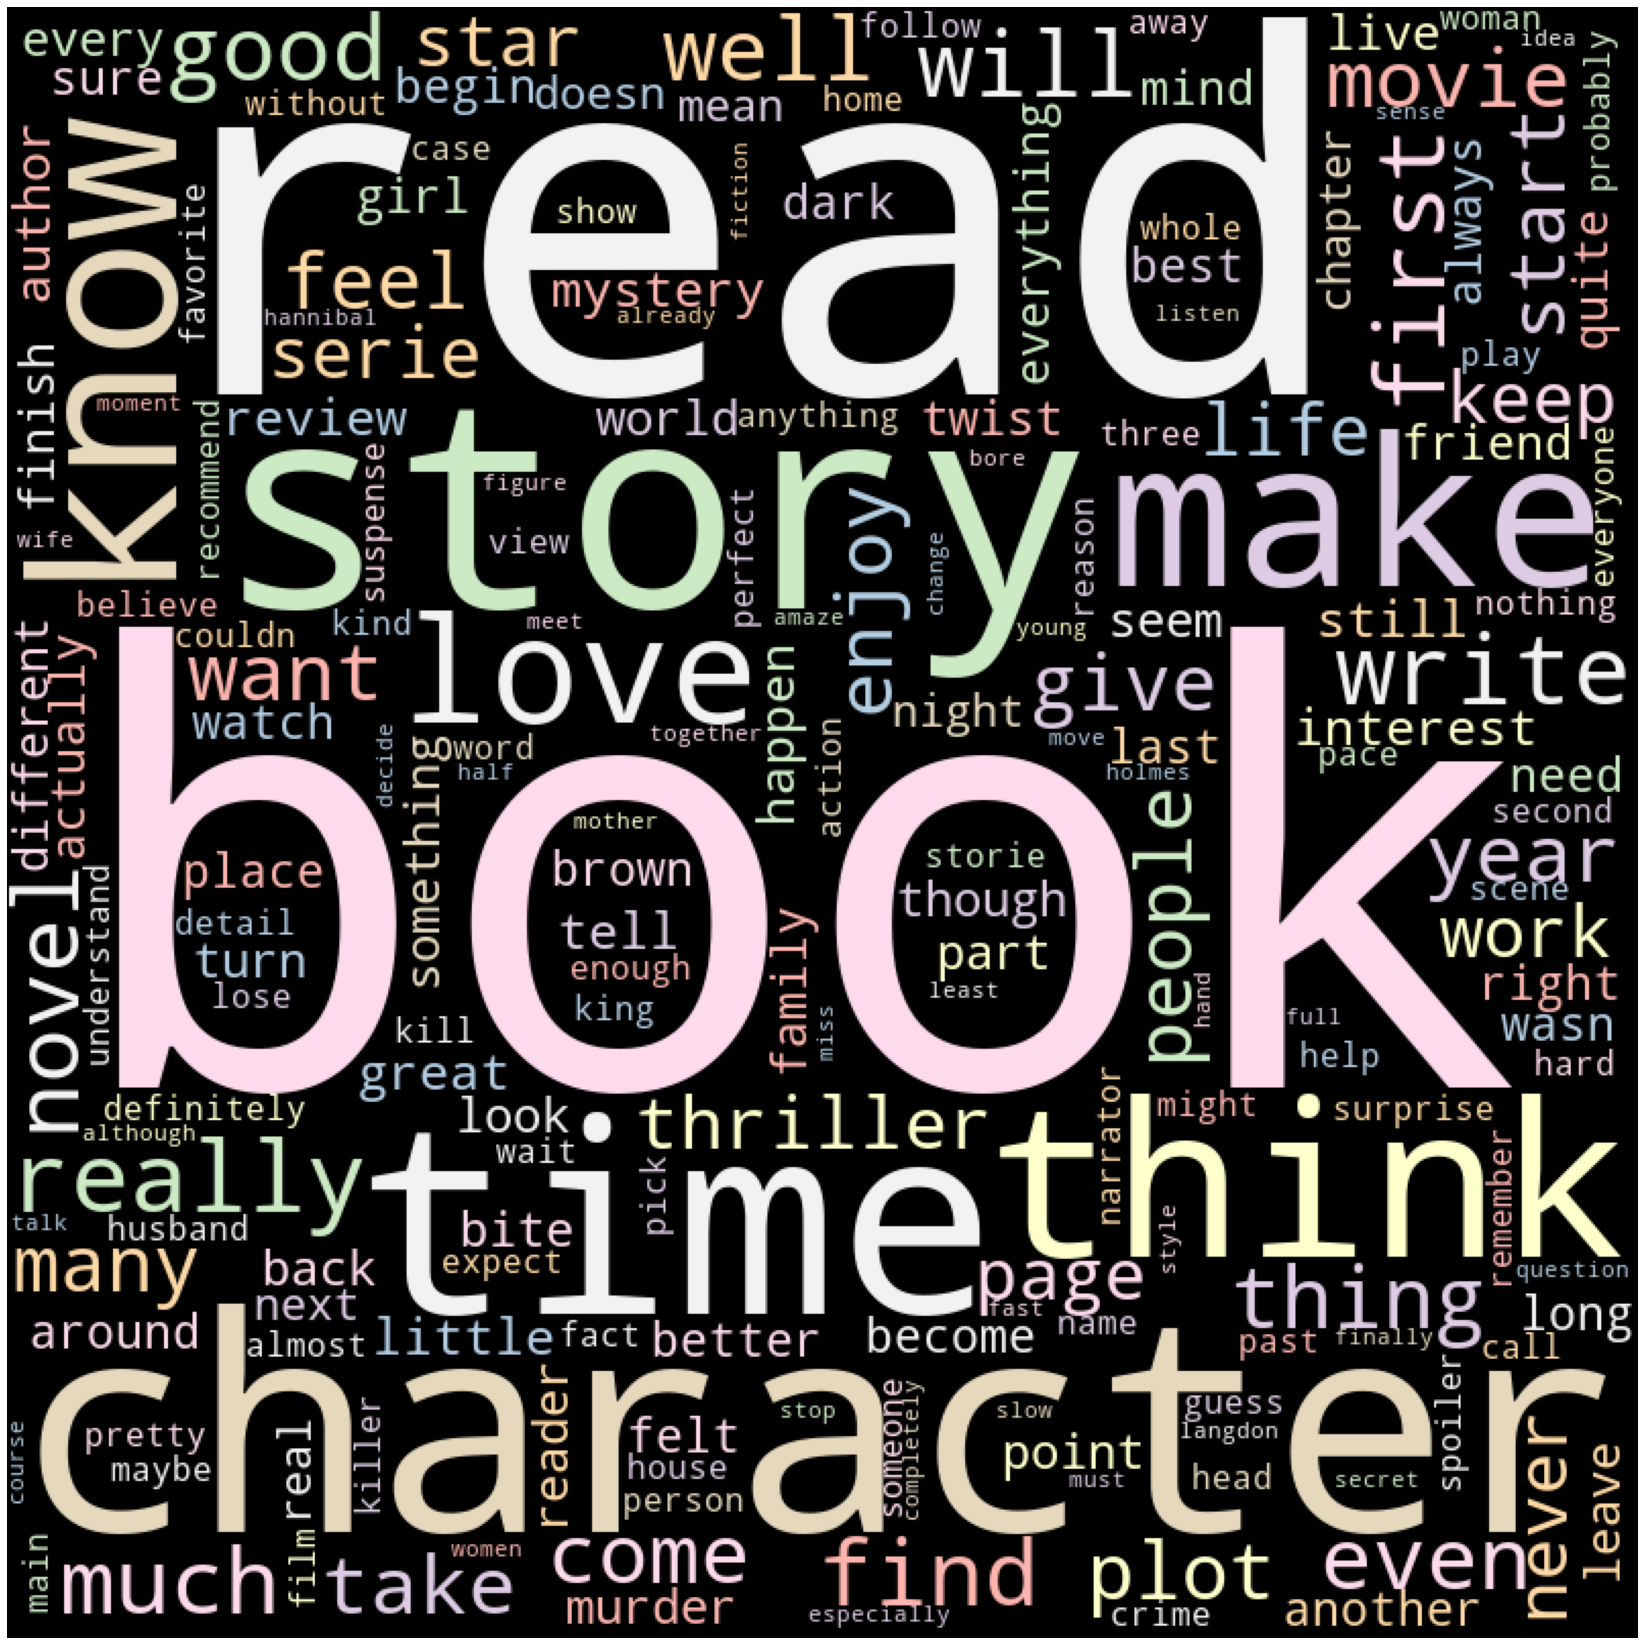 every
good
star
well
follow
will
away
live
woman
idea
sure
without
begin
doesn
mean
home
mind
movie
sense
probably
author
know
favorite
read
case
girl
show
fiction
dark
everything
whole
best
listen
chapter
first
always
start
quite
feel
hannibal
serie
mystery
already
play
keep
finish
moment
recommend
review
world
anything
twist
three
life
friend
everyone
wife
story
suspense
figure
view
perfect
enjoy
change
bore
reason
make
nothing
believe
couldn
kind
meet
amaze
young
seem
still
different
actually
want
love
watch
happen
night
give
write
interest
something
word
half
decide
together
action
move
last
holmes
pace
need
second
book
place
detail
turn
lose
mother
brown
tell
enough
king
family
miss
storie
though
part
least
people
hand
full
help
year
scene
work
right
wasn
hard
novel
understand
kill
great
definitely
although
look
wait
thriller
narrator
might
surprise
think
really
time
talk
husband
bite
expect
pick
style
remember
question
many
back
next
page
fast
name
thing
long
around
almost
little
fact
better
become
past
finally
call
character
course
pretty
maybe
real
killer
reader
felt
house
person
stop
someone
completely
slow
point
must
guess
langdon
head
secret
spoiler
never
leave
main
much
film
take
women
come
murder
find
especially
plot
crime
even
another